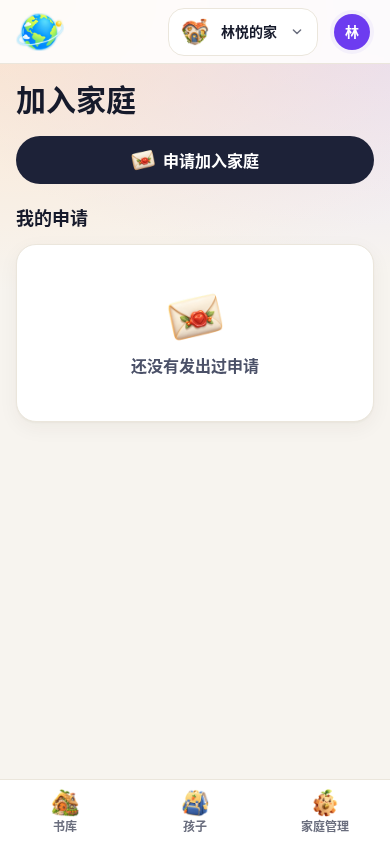 林悦的家
林
加入家庭
申请加入家庭
我的申请
还没有发出过申请
书库
孩子
家庭管理